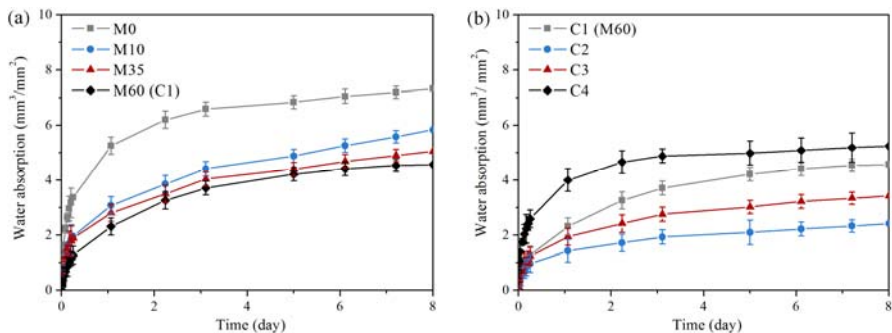 (a)
M0
M10
M35
M60 (C1)
10
8
6
4
2
0
0
2
4
6
8
Water absorption (mm³/mm²)
Time (day)
(b)
C1 (M60)
C2
C3
C4
10
8
6
4
2
0
0
2
4
6
8
Water absorption (mm³/ mm²)
Time (day)